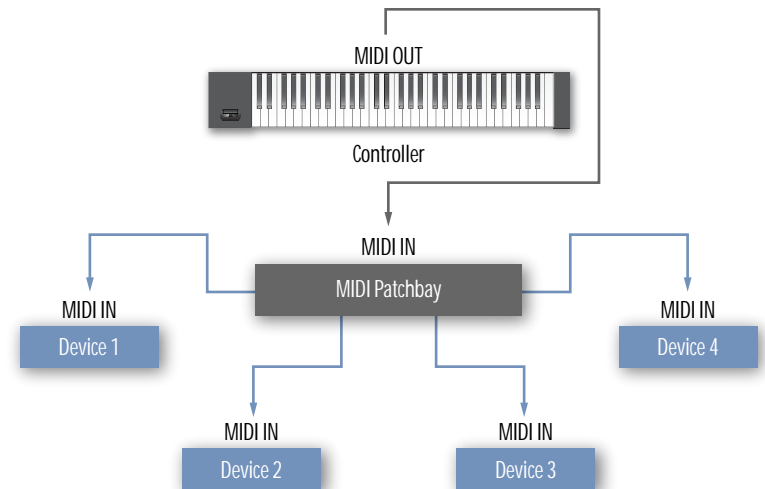 MIDI OUT
Controller
MIDI IN
MIDI Patchbay
MIDI IN
Device 1
MIDI IN
Device 4
MIDI IN
Device 2
MIDI IN
Device 3